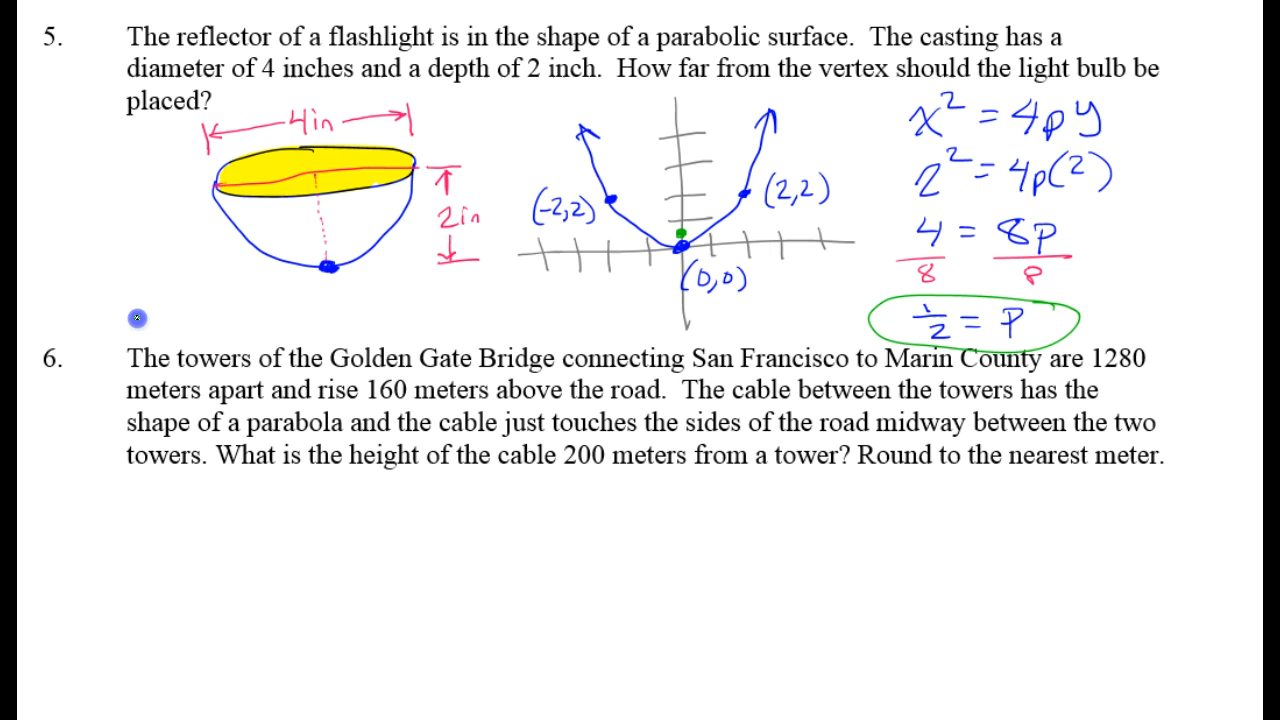 5. The reflector of a flashlight is in the shape of a parabolic surface. The casting has a
diameter of 4 inches and a depth of 2 inch. How far from the vertex should the light bulb be
placed?
4in
2in
(-2,2)
(2,2)
(0,0)
x² = 4py
2² = 4p(2)
4 = 8p
8 8
1/2 = P
6. The towers of the Golden Gate Bridge connecting San Francisco to Marin County are 1280
meters apart and rise 160 meters above the road. The cable between the towers has the
shape of a parabola and the cable just touches the sides of the road midway between the two
towers. What is the height of the cable 200 meters from a tower? Round to the nearest meter.